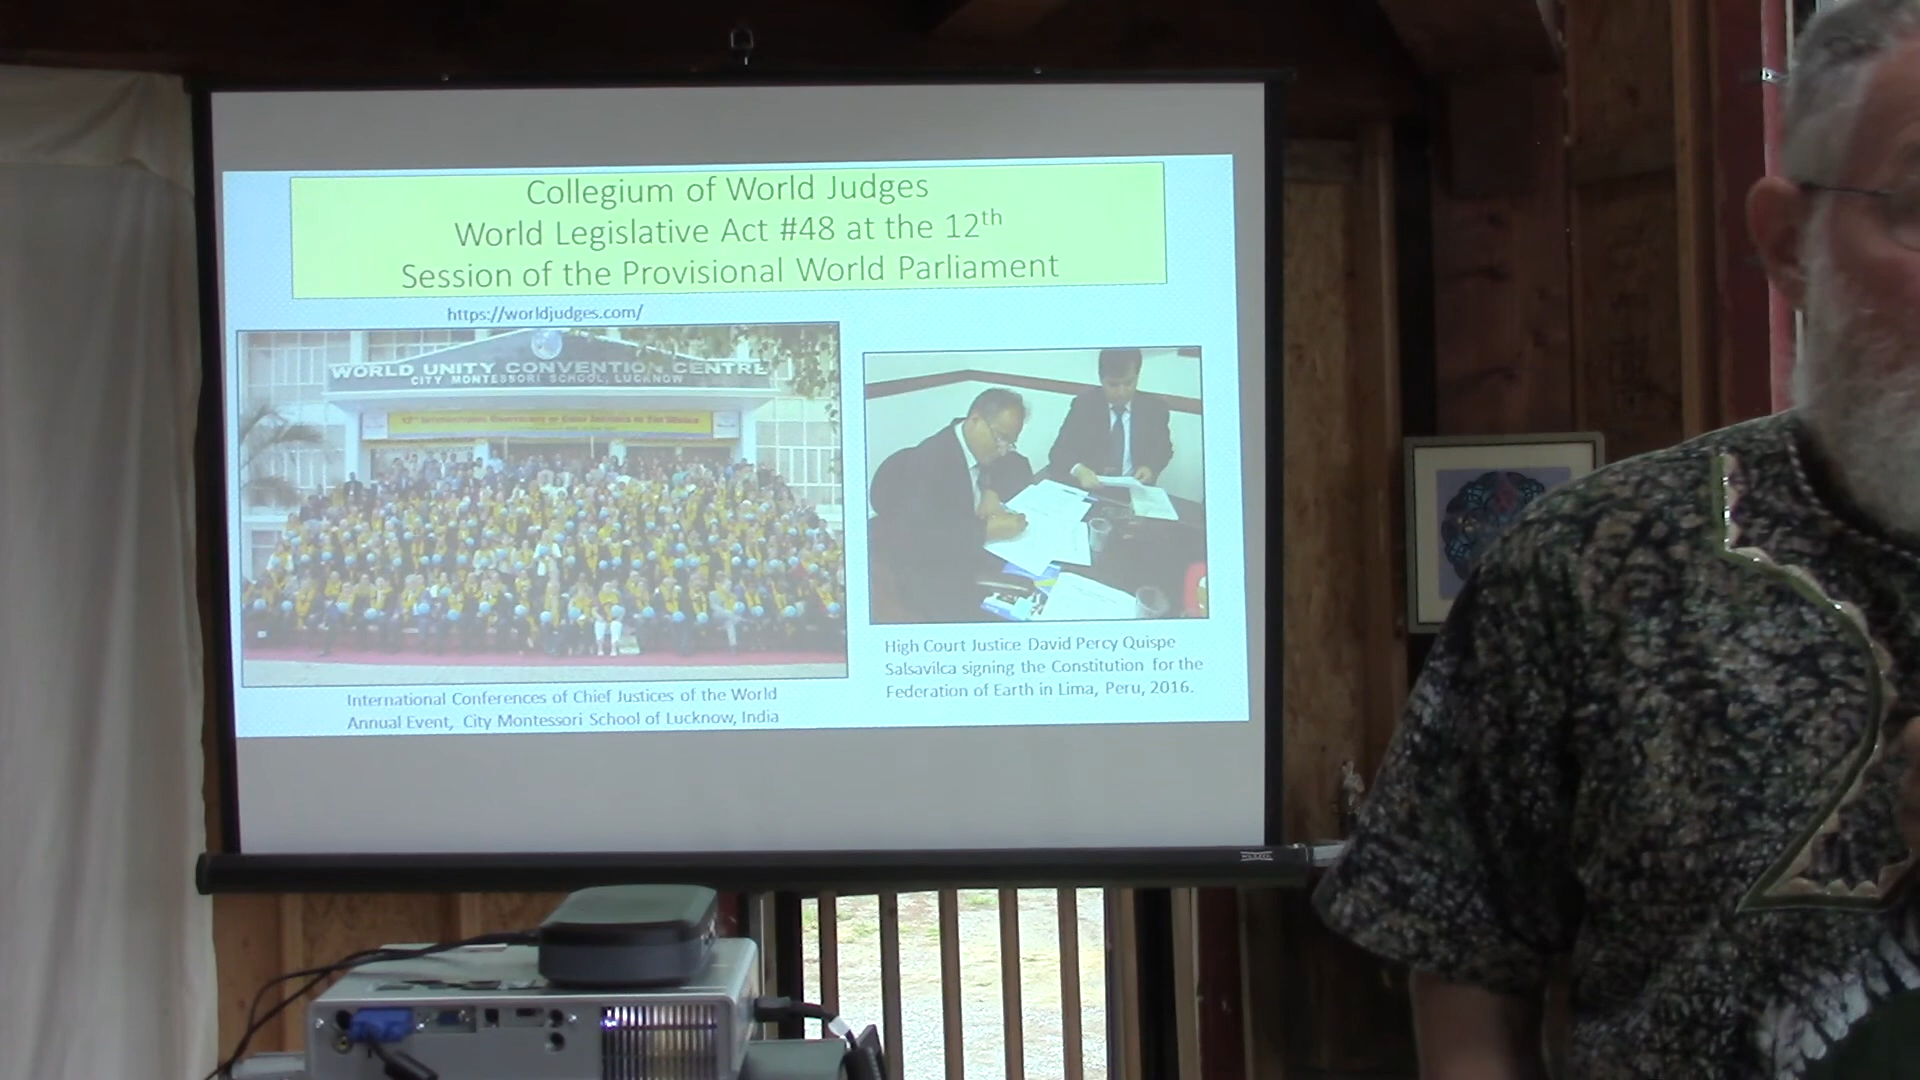 Collegium of World Judges
World Legislative Act #48 at the 12th
Session of the Provisional World Parliament
https://worldjudges.com/
WORLD UNITY CONVENTION CENTRE
CITY MONTESSORI SCHOOL, LUCKNOW
International Conferences of Chief Justices of the World
Annual Event, City Montessori School of Lucknow, India
High Court Justice David Percy Quispe
Salsavilca signing the Constitution for the
Federation of Earth in Lima, Peru, 2016.